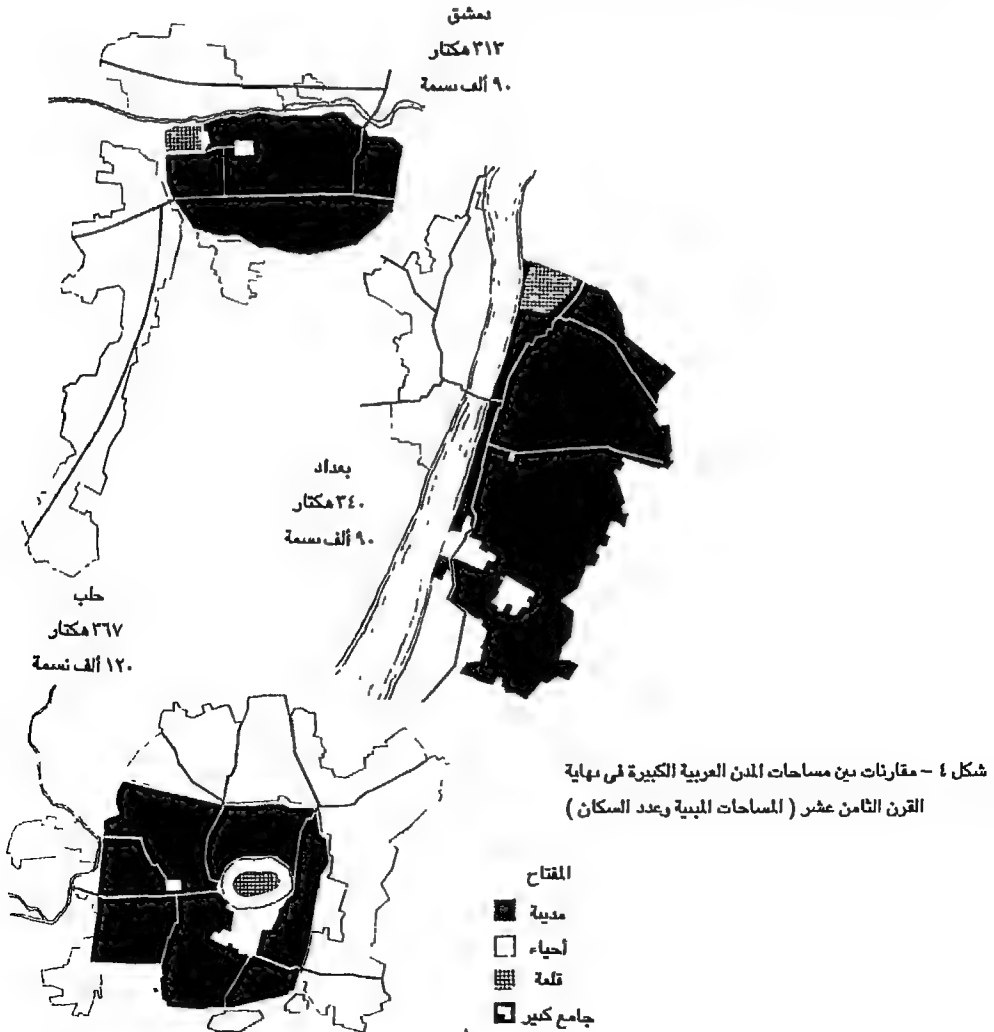 دمشق
٣١٣ هكتار
٩٠ ألف نسمة
بغداد
٣٤٠ هكتار
٩٠ ألف نسمة
حلب
٣٦٧ هكتار
١٢٠ ألف نسمة
شكل ٤ – مقارنات بين مساحات المدن العربية الكبيرة فى نهاية
القرن الثامن عشر ( المساحات المبنية وعدد السكان )
المفتاح
مدينة
أحياء
قلعة
جامع كبير